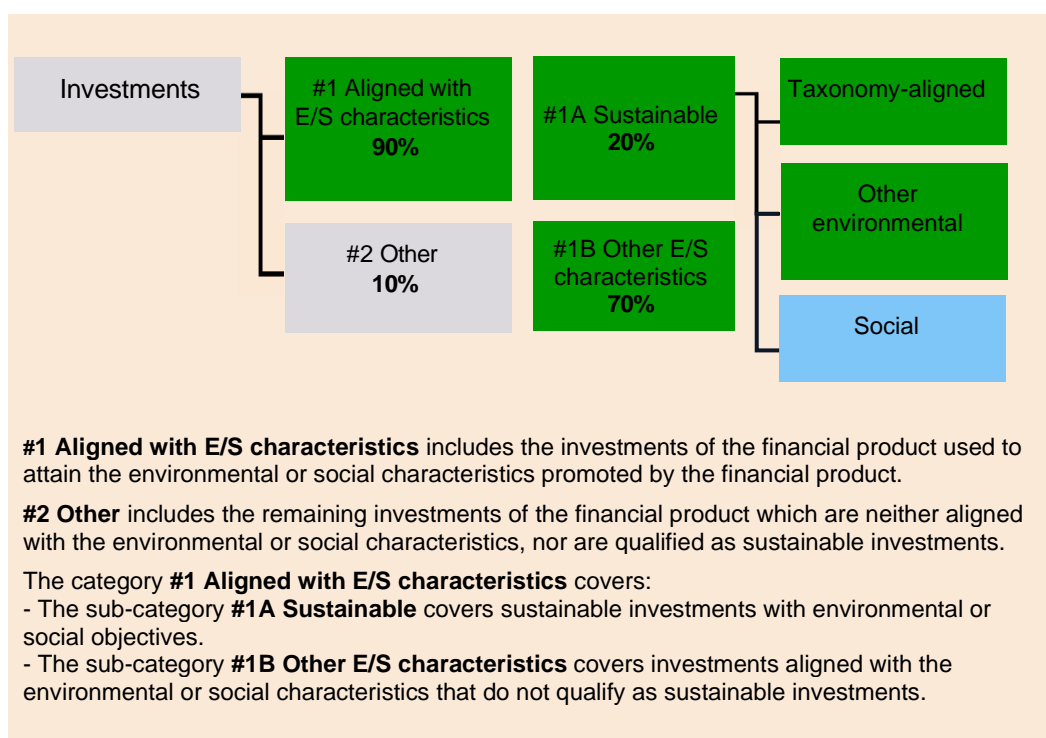 Investments
#1 Aligned with
E/S characteristics
90%
#2 Other
10%
#1A Sustainable
20%
#1B Other E/S
characteristics
70%
Taxonomy-aligned
Other
environmental
Social
#1 Aligned with E/S characteristics includes the investments of the financial product used to
attain the environmental or social characteristics promoted by the financial product.
#2 Other includes the remaining investments of the financial product which are neither aligned
with the environmental or social characteristics, nor are qualified as sustainable investments.
The category #1 Aligned with E/S characteristics covers:
- The sub-category #1A Sustainable covers sustainable investments with environmental or
social objectives.
- The sub-category #1B Other E/S characteristics covers investments aligned with the
environmental or social characteristics that do not qualify as sustainable investments.